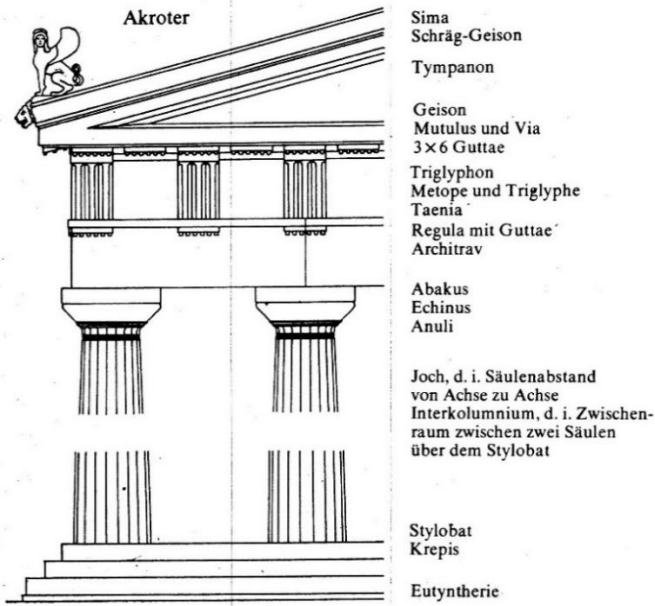 Akroter
Sima
Schräg-Geison
Tympanon
Geison
Mutulus und Via
3×6 Guttae
Triglyphon
Metope und Triglyphe
Taenia
Regula mit Guttae
Architrav
Abakus
Echinus
Anuli
Joch, d. i. Säulenabstand
von Achse zu Achse
Interkolumnium, d. i. Zwischen-
raum zwischen zwei Säulen
über dem Stylobat
Stylobat
Krepis
Eutyntherie